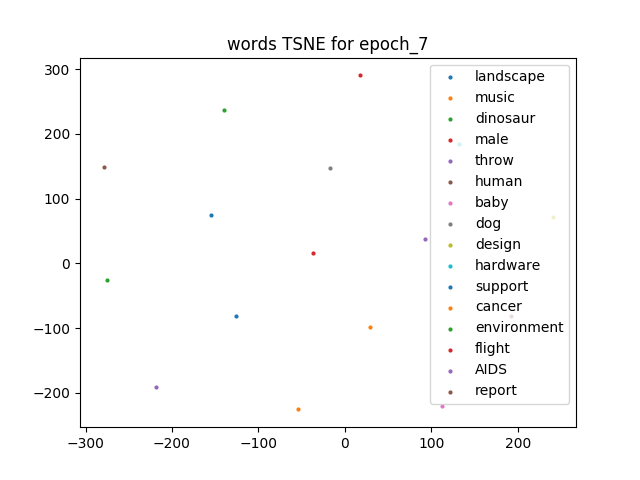 words TSNE for epoch_7
300
200
100
0
−100
−200
−300
−200
−100
0
100
200
landscape
music
dinosaur
male
throw
human
baby
dog
design
hardware
support
cancer
environment
flight
AIDS
report